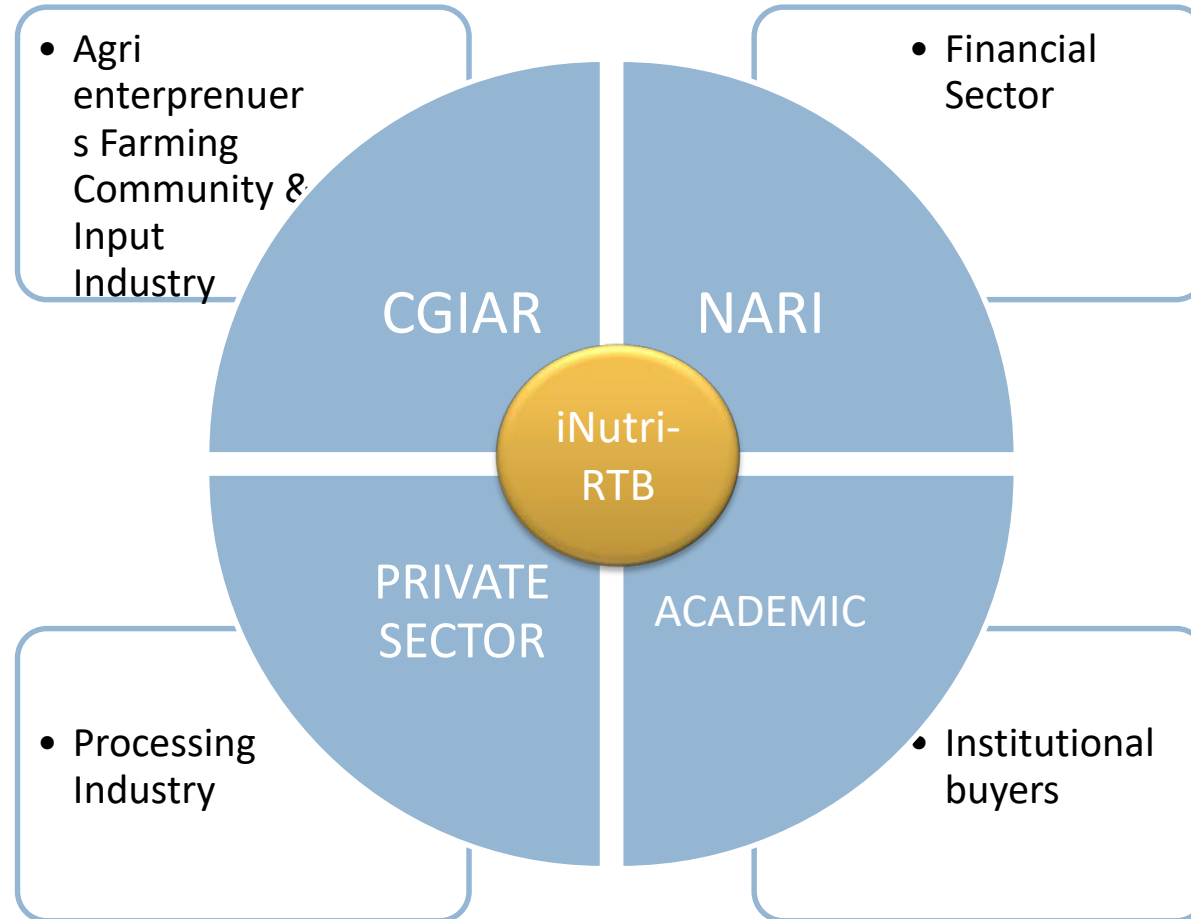 • Agri
enterprenuer
s Farming
Community &
Input
Industry
• Financial
Sector
CGIAR
NARI
iNutri-
RTB
PRIVATE
SECTOR
ACADEMIC
• Processing
Industry
• Institutional
buyers